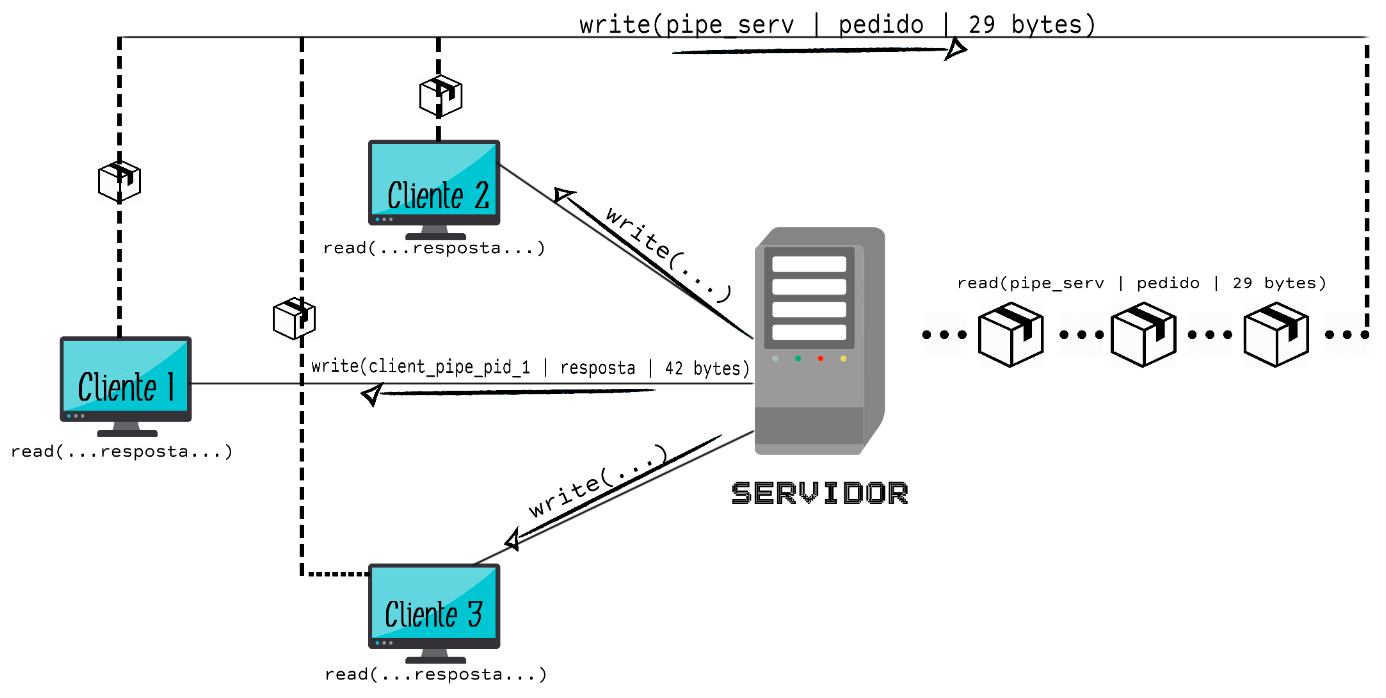 write(pipe_serv | pedido | 29 bytes)
Cliente 2
read(...resposta...)
write(...)
read(pipe_serv | pedido | 29 bytes)
write(client_pipe_pid_1 | resposta | 42 bytes)
Cliente 1
read(...resposta...)
write(...)
SERVIDOR
Cliente 3
read(...resposta...)